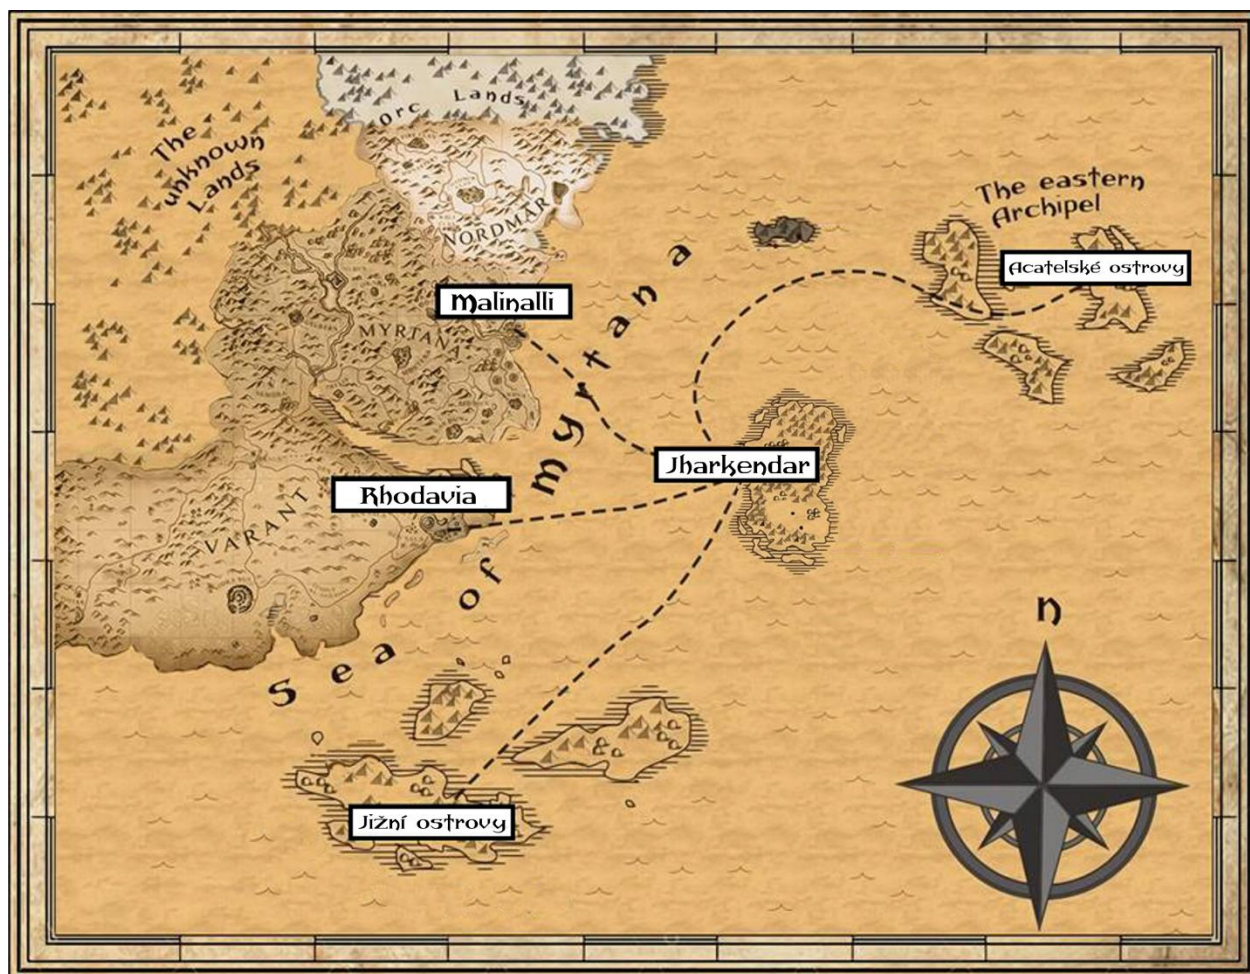 Orc Lands
The
unknown
Lands
NORDMAR
The eastern
Archipel
Acatelské ostrovy
Malinalli
MYRTANA
Jharkendar
Rhodavia
VARANT
Sea of myrtana
n
Jižní ostrovy